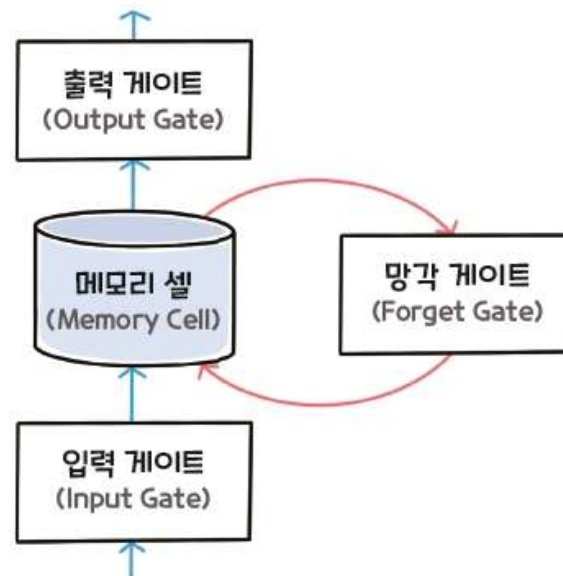 출력 게이트
(Output Gate)
메모리 셀
(Memory Cell)
망각 게이트
(Forget Gate)
입력 게이트
(Input Gate)